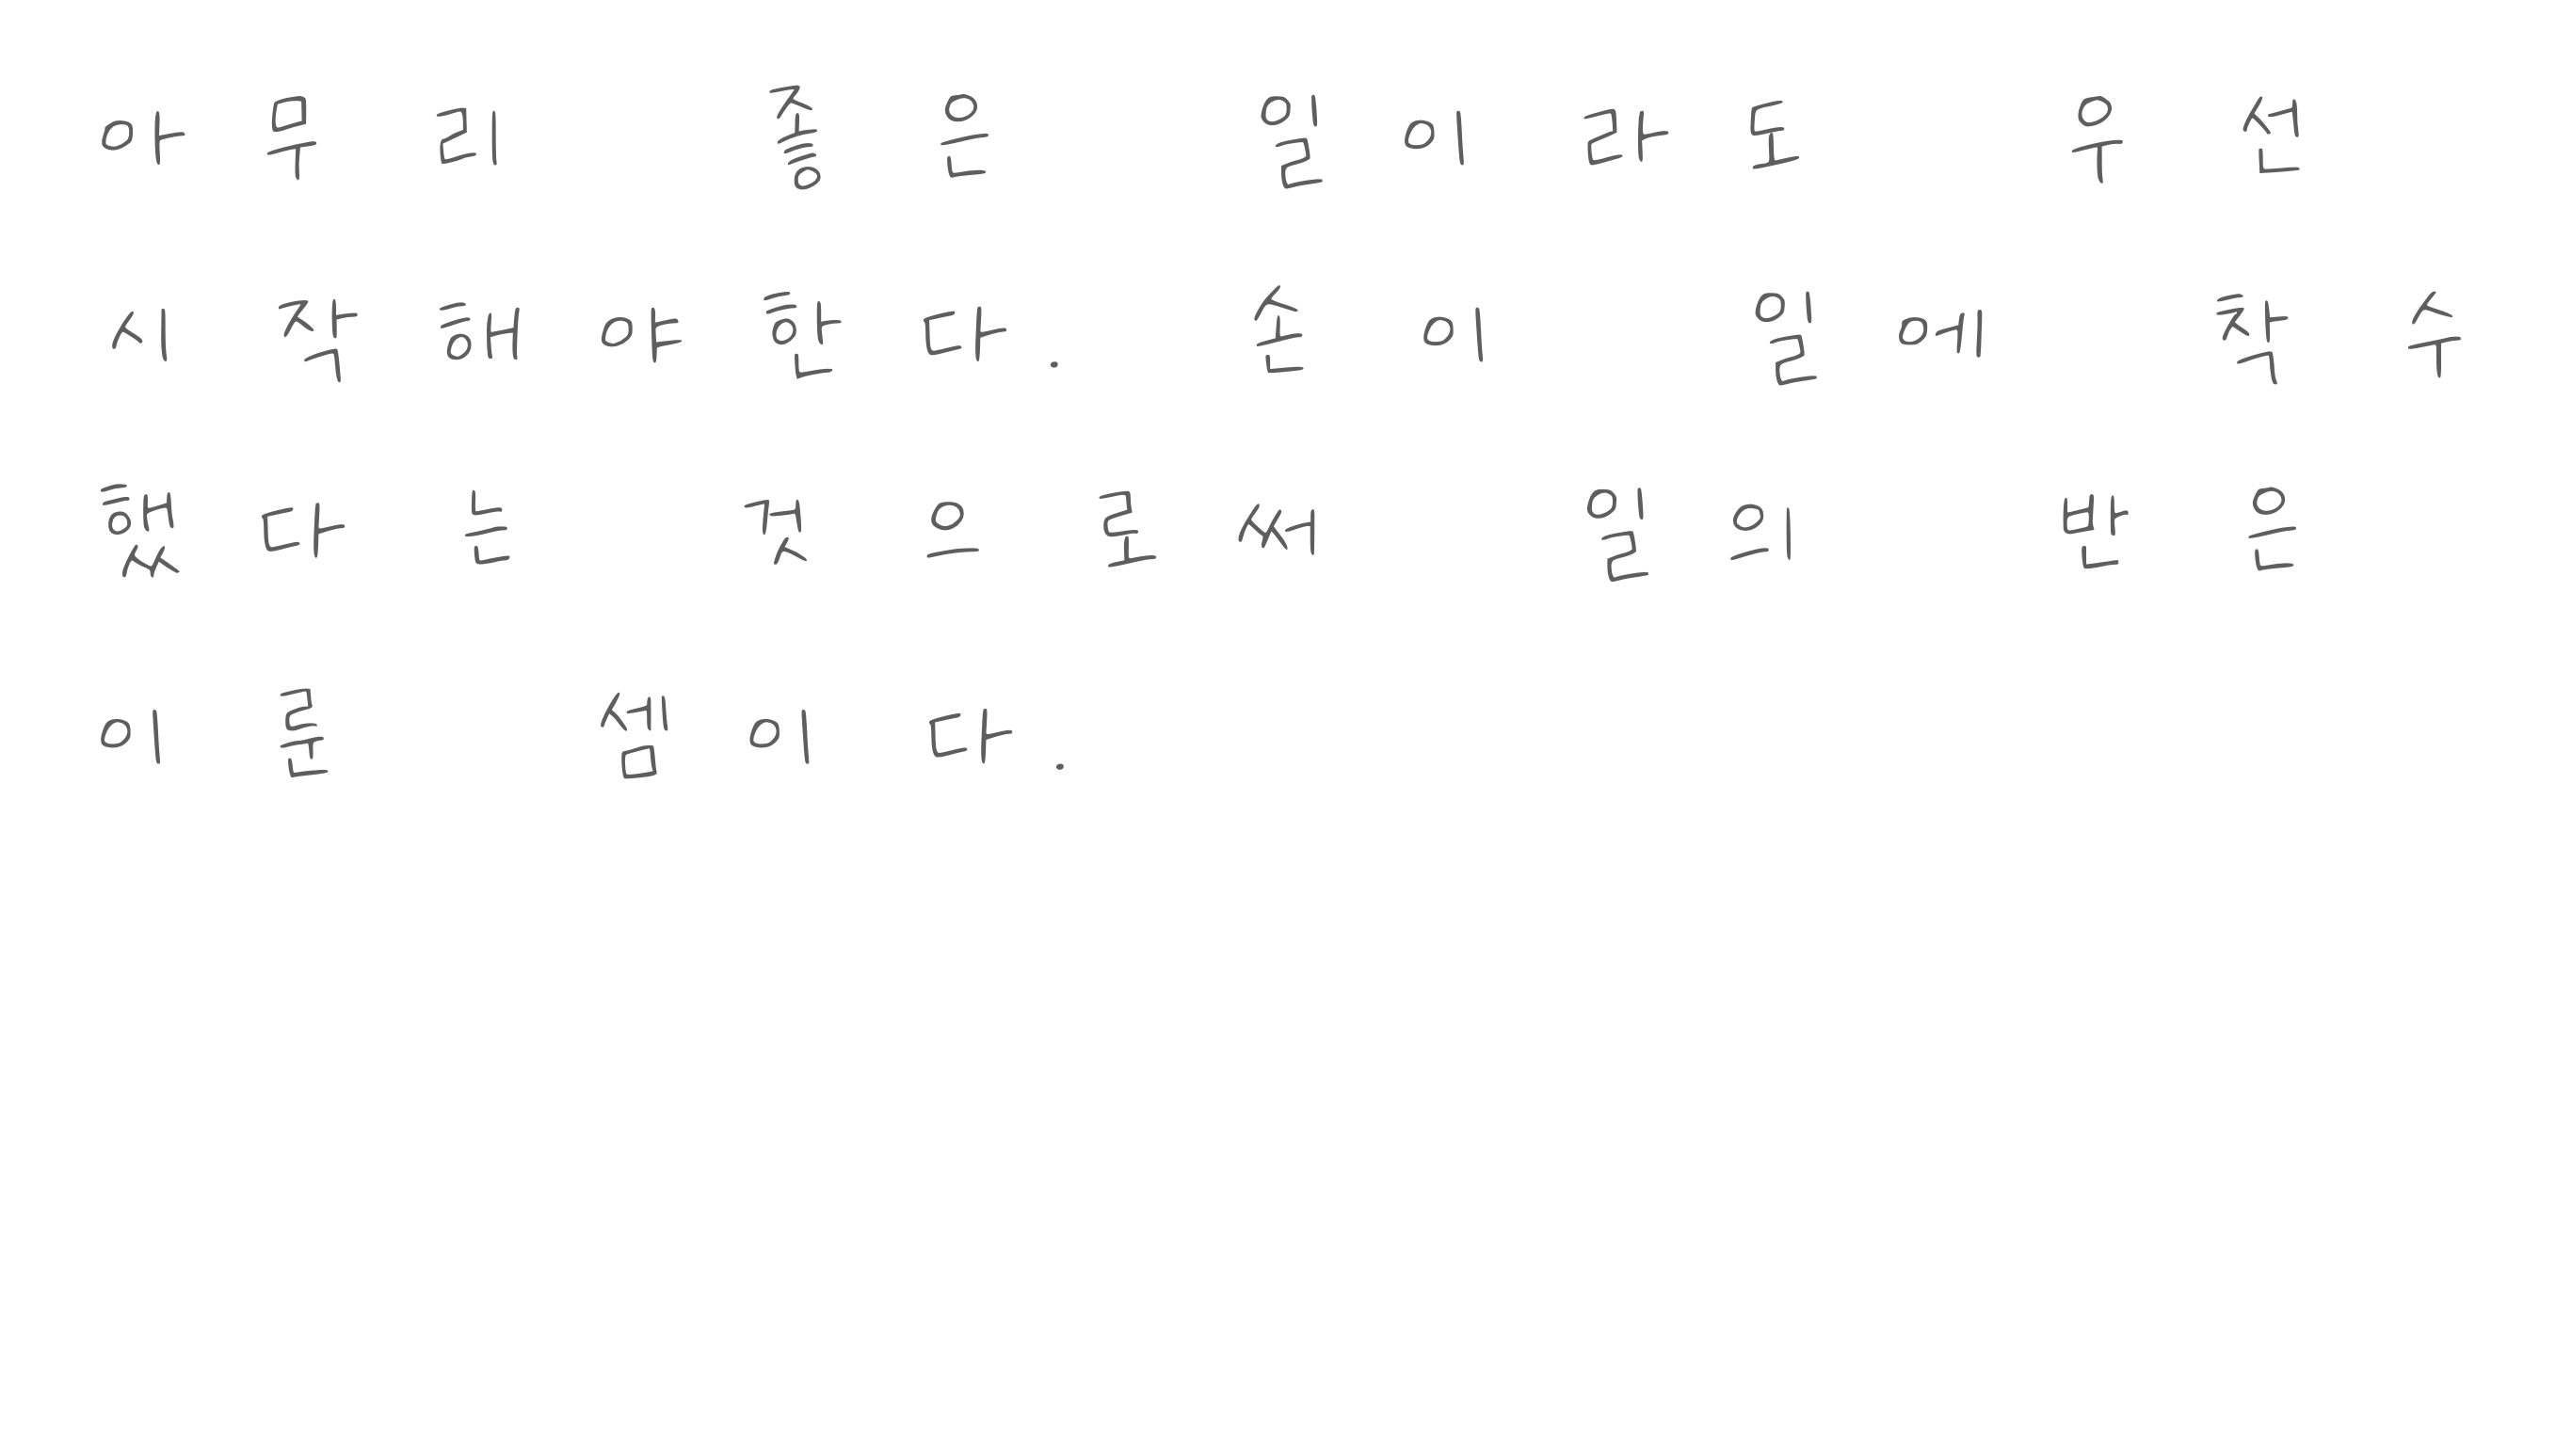 아무리 좋은 일이라도 우선
시작해야한다. 손이 일에 착수
했다는 것으로써 일의 반은
이룬 셈이다.